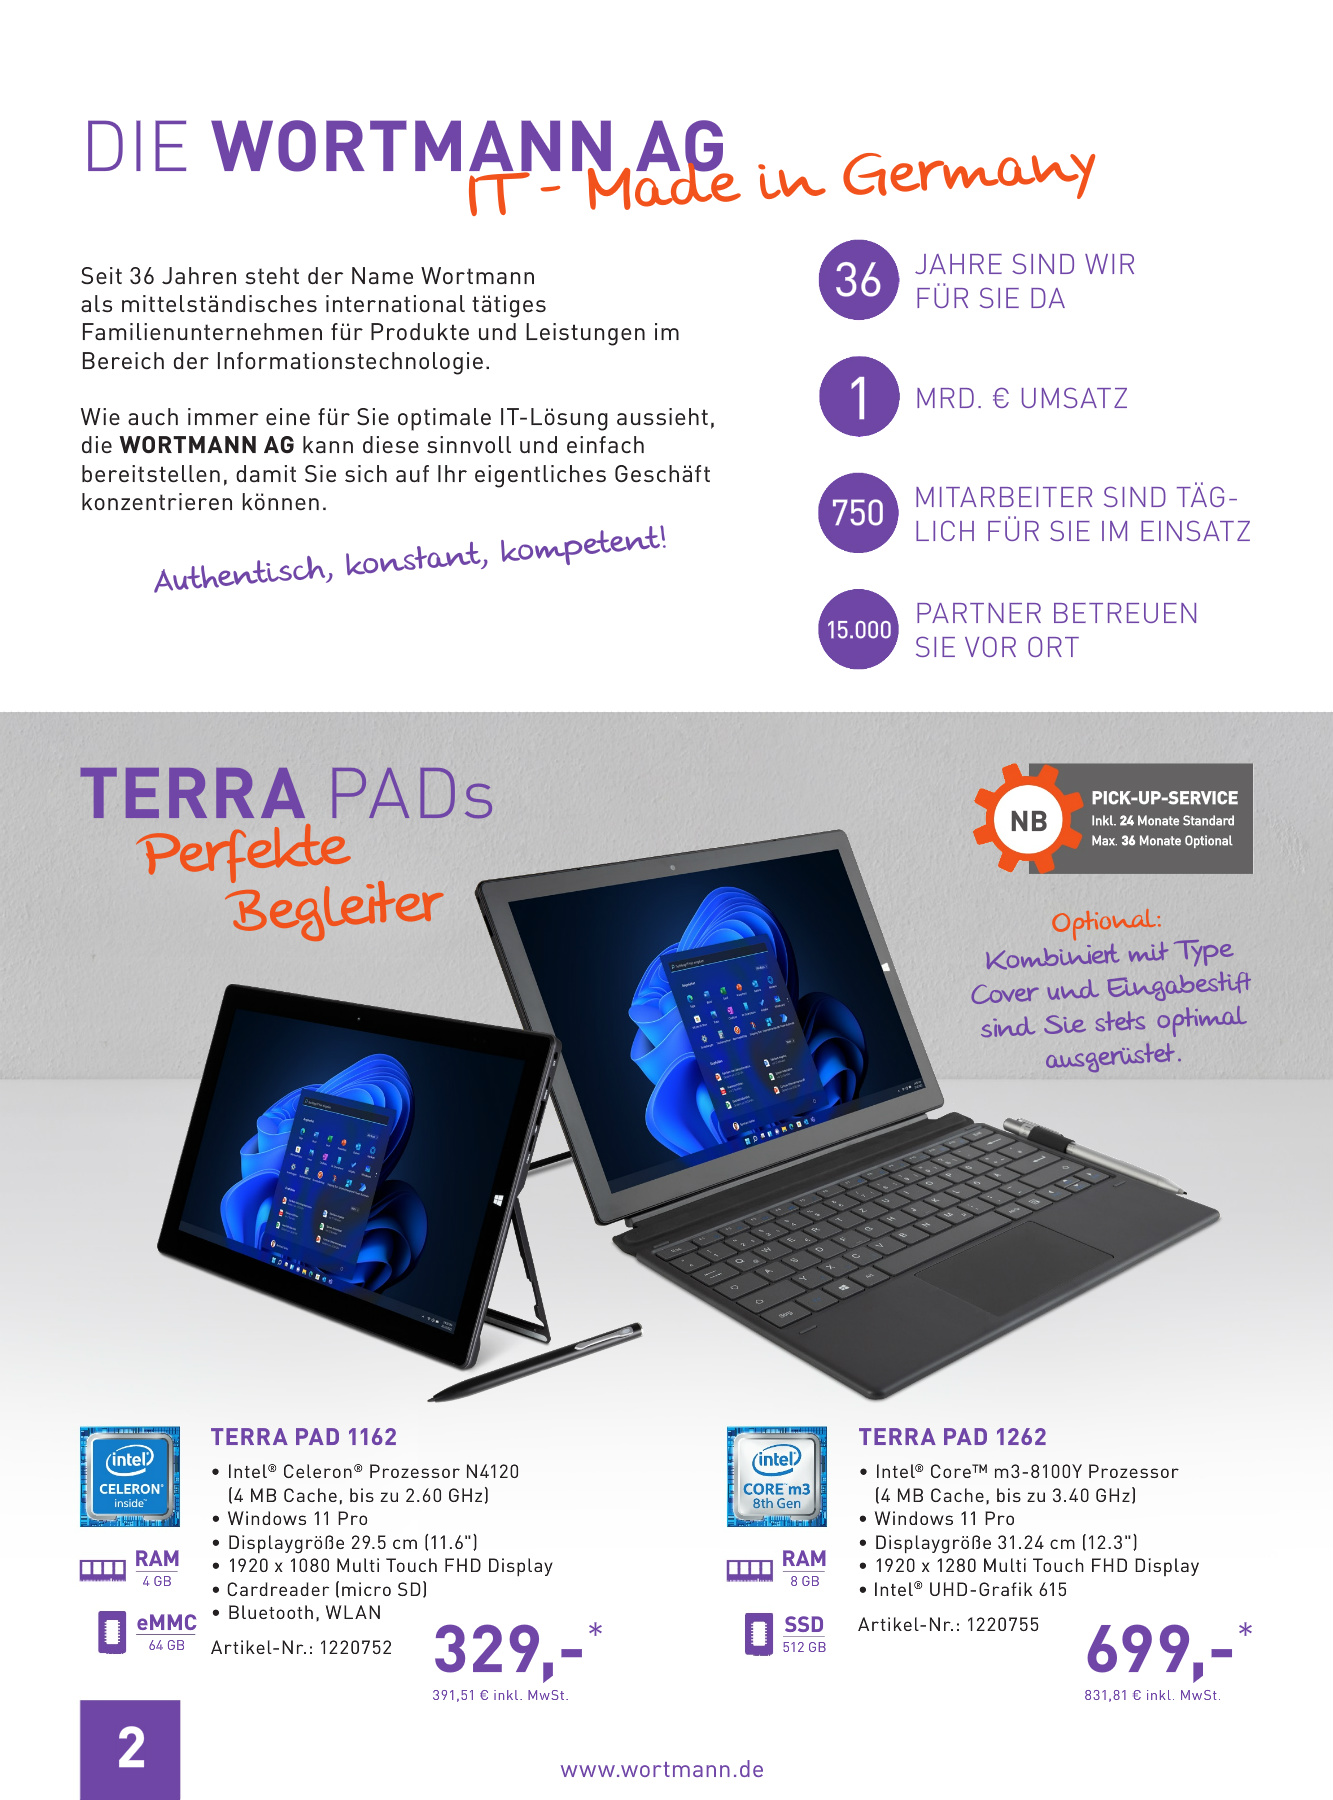 DIE WORTMANN AG
IT - Made in Germany
Seit 36 Jahren steht der Name Wortmann
als mittelständisches international tätiges
Familienunternehmen für Produkte und Leistungen im
Bereich der Informationstechnologie.
Wie auch immer eine für Sie optimale IT-Lösung aussieht,
die WORTMANN AG kann diese sinnvoll und einfach
bereitstellen, damit Sie sich auf Ihr eigentliches Geschäft
konzentrieren können.
Authentisch, konstant, kompetent!
36 JAHRE SIND WIR
FÜR SIE DA
1 MRD. € UMSATZ
750 MITARBEITER SIND TÄG-
LICH FÜR SIE IM EINSATZ
15.000 PARTNER BETREUEN
SIE VOR ORT
TERRA PADs
Perfekte
Begleiter
NB
PICK-UP-SERVICE
Inkl. 24 Monate Standard
Max. 36 Monate Optional
Optional:
Kombiniert mit Type
Cover und Eingabestift
sind Sie stets optimal
ausgerüstet.
intel
CELERON®
inside™
RAM
4 GB
eMMC
64 GB
TERRA PAD 1162
• Intel® Celeron® Prozessor N4120
(4 MB Cache, bis zu 2.60 GHz)
• Windows 11 Pro
• Displaygröße 29.5 cm (11.6")
• 1920 x 1080 Multi Touch FHD Display
• Cardreader (micro SD)
• Bluetooth, WLAN
Artikel-Nr.: 1220752
329,-*
391,51 € inkl. MwSt.
intel
CORE™ m3
8th Gen
RAM
8 GB
SSD
512 GB
TERRA PAD 1262
• Intel® Core™ m3-8100Y Prozessor
(4 MB Cache, bis zu 3.40 GHz)
• Windows 11 Pro
• Displaygröße 31.24 cm (12.3")
• 1920 x 1280 Multi Touch FHD Display
• Intel® UHD-Grafik 615
Artikel-Nr.: 1220755
699,-*
831,81 € inkl. MwSt.
2
www.wortmann.de